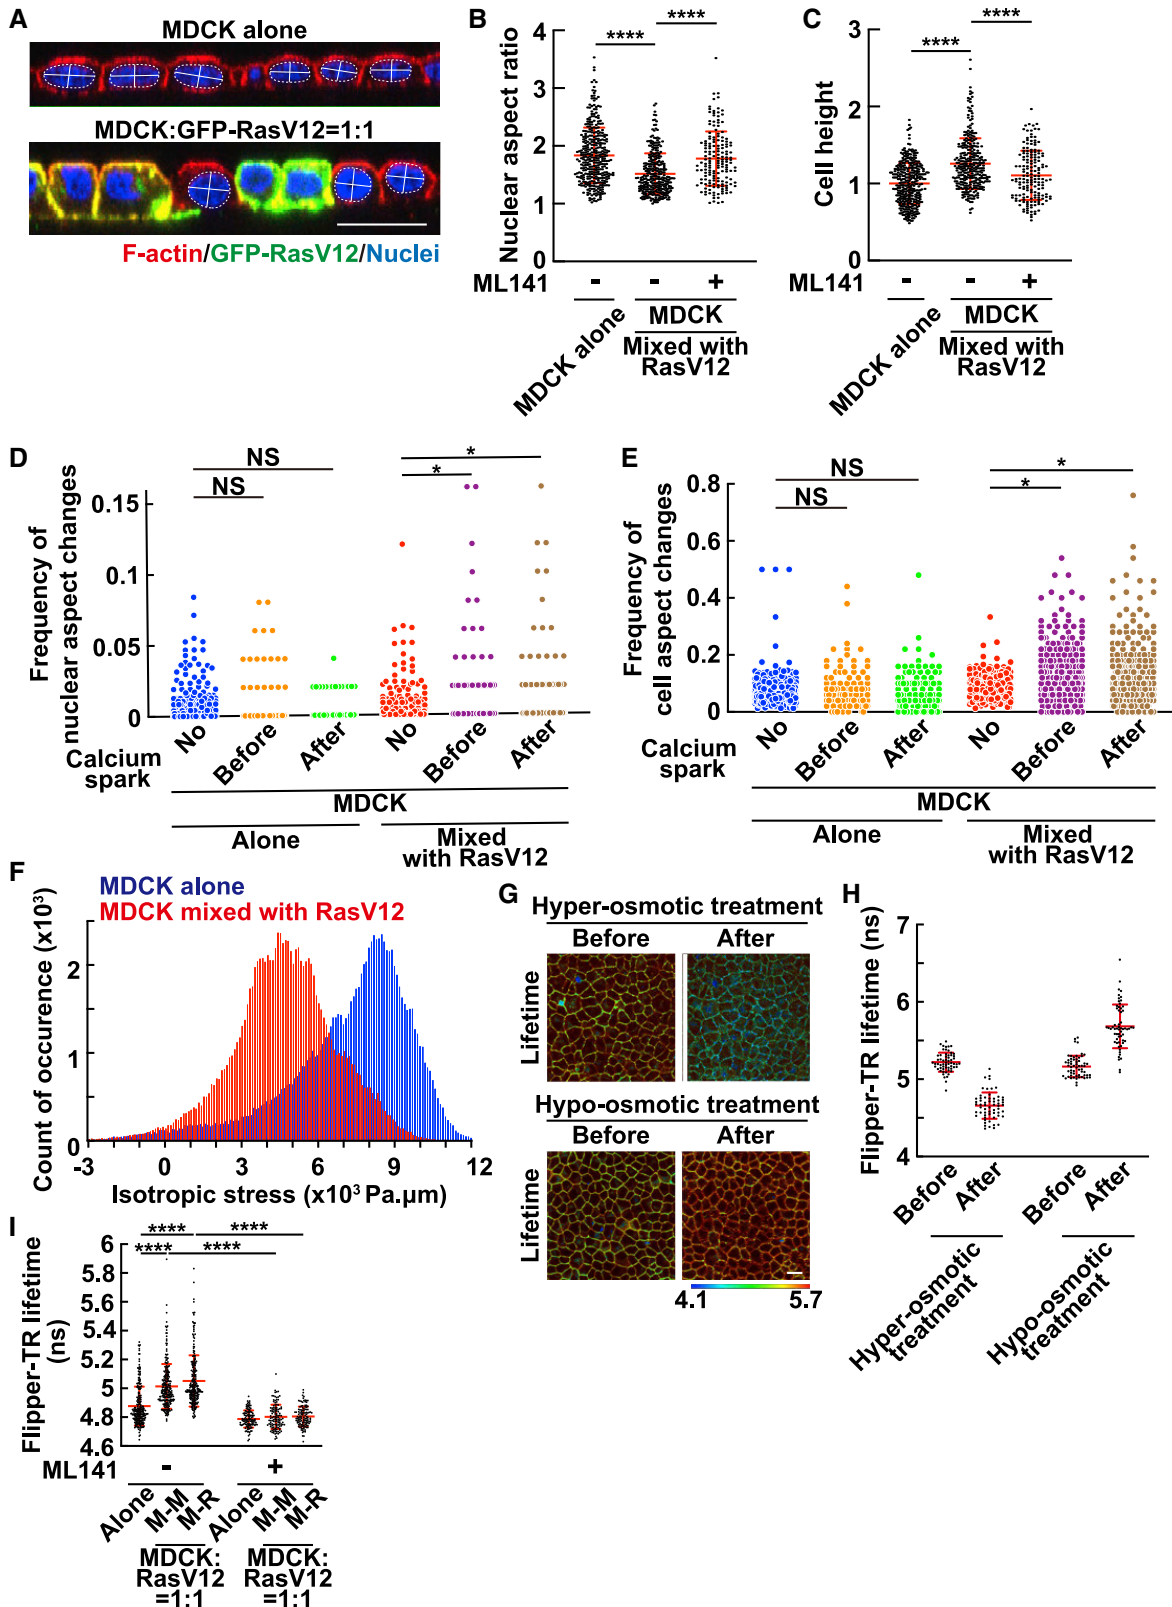 A
MDCK alone
MDCK:GFP-RasV12=1:1
F-actin/GFP-RasV12/Nuclei
B
Nuclear aspect ratio
4
3
2
1
0
****
****
ML141
-
-
+
MDCK alone
MDCK
Mixed with
RasV12
C
Cell height
3
2
1
0
****
****
ML141
-
-
+
MDCK alone
MDCK
Mixed with
RasV12
D
Frequency of
nuclear aspect changes
0.15
0.1
0.05
0
NS
NS
*
*
Calcium
spark
No
Before
After
No
Before
After
MDCK
Alone
Mixed
with RasV12
E
Frequency of
cell aspect changes
0.8
0.6
0.4
0.2
0
NS
NS
*
*
Calcium
spark
No
Before
After
No
Before
After
MDCK
Alone
Mixed
with RasV12
F
MDCK alone
MDCK mixed with RasV12
Count of occurence (x10³)
2
1
0
-3
0
3
6
9
12
Isotropic stress (x10³ Pa.μm)
G
Hyper-osmotic treatment
Before
After
Lifetime
Hypo-osmotic treatment
Before
After
Lifetime
4.1
5.7
H
Flipper-TR lifetime (ns)
7
6
5
4
Before
After
Before
After
Hyper-osmotic
treatment
Hypo-osmotic
treatment
I
Flipper-TR lifetime
(ns)
6
5.8
5.6
5.4
5.2
5
4.8
4.6
****
****
****
****
ML141
-
+
Alone
M-M
M-R
Alone
M-M
M-R
MDCK:
RasV12
=1:1
MDCK:
RasV12
=1:1